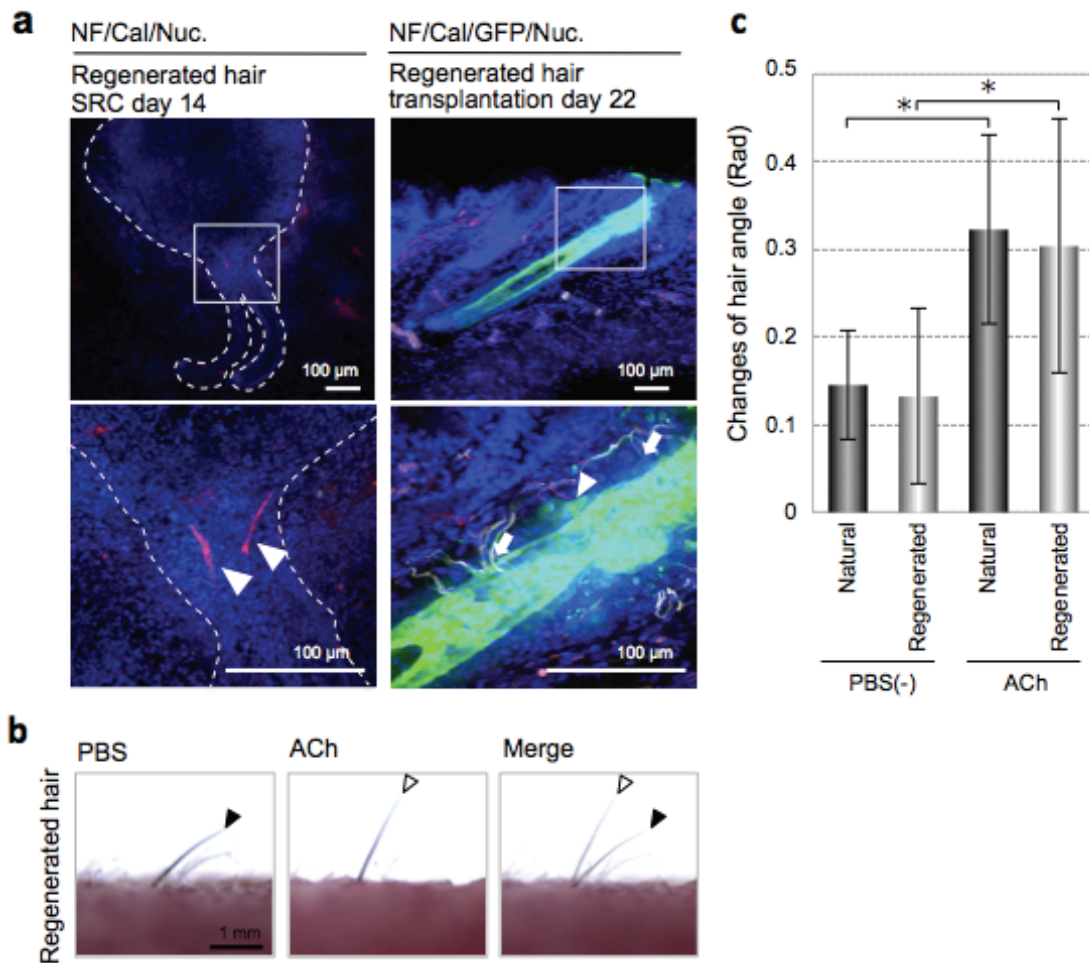 a
NF/Cal/Nuc.
Regenerated hair
SRC day 14
NF/Cal/GFP/Nuc.
Regenerated hair
transplantation day 22
100 µm
100 µm
100 µm
100 µm
b
Regenerated hair
PBS
ACh
Merge
1 mm
c
Changes of hair angle (Rad)
0.5
0.4
0.3
0.2
0.1
0
*
*
Natural
Regenerated
Natural
Regenerated
PBS(-)
ACh